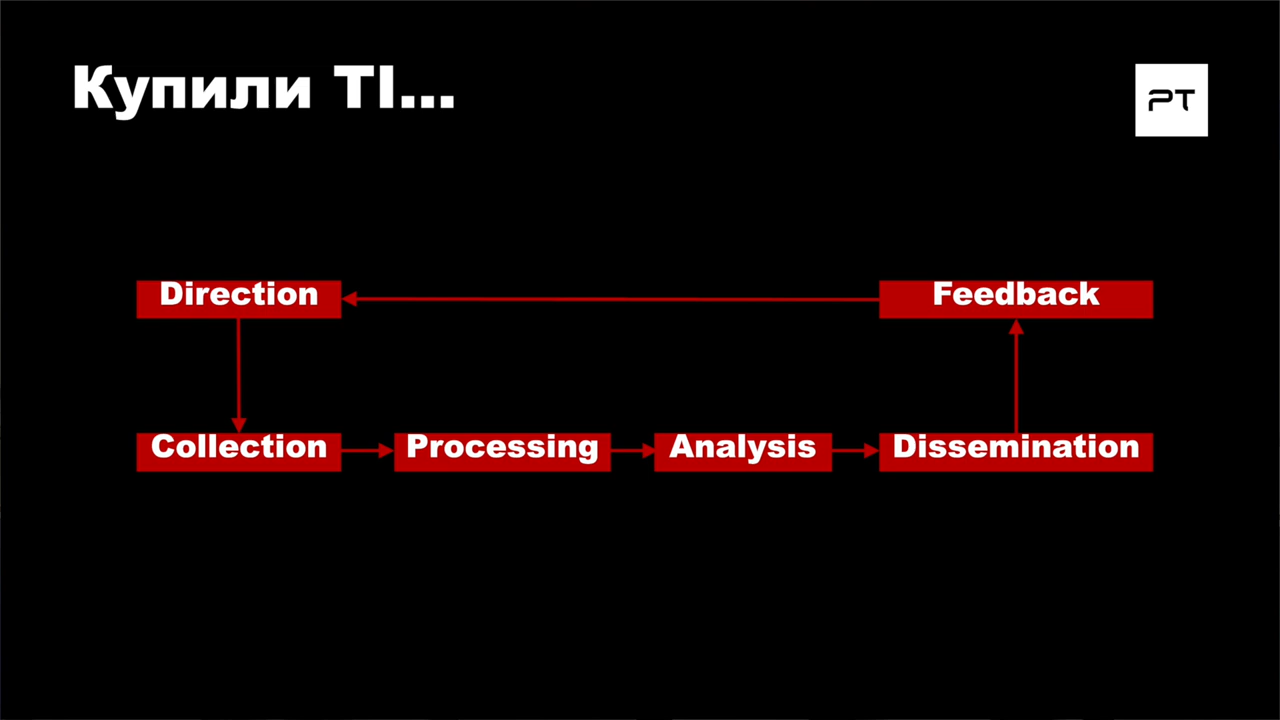 Купили TI...
PT
Direction
Feedback
Collection
Processing
Analysis
Dissemination